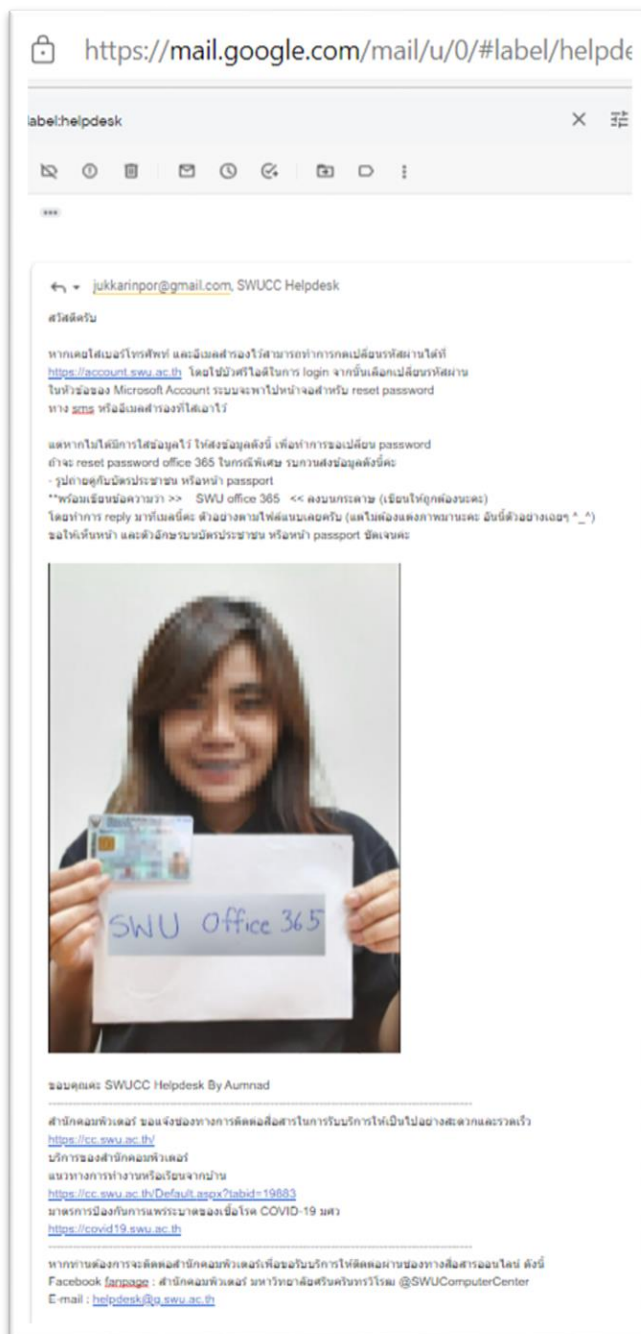 https://mail.google.com/mail/u/0/#label/helpde
label:helpdesk
jukkarinpor@gmail.com, SWUCC Helpdesk
สวัสดีครับ
หากเคยใส่เบอร์โทรศัพท์ และอีเมลสำรองไว้สามารถทำการกดเปลี่ยนรหัสผ่านได้ที่
https://account.swu.ac.th โดยใช้บัวศรีไอดีในการ login จากนั้นเลือกเปลี่ยนรหัสผ่าน
ในหัวข้อของ Microsoft Account ระบบจะพาไปหน้าจอสำหรับ reset password
ทาง sms หรืออีเมลสำรองที่ใส่เอาไว้
แต่หากไม่ได้มีการใส่ข้อมูลไว้ ให้ส่งข้อมูลดังนี้ เพื่อทำการขอเปลี่ยน password
ถ้าจะ reset password office 365 ในกรณีพิเศษ รบกวนส่งข้อมูลดังนี้ค่ะ
- รูปถ่ายคู่กับบัตรประชาชน หรือหน้า passport
**พร้อมเขียนข้อความว่า >> SWU office 365 << ลงบนกระดาษ (เขียนให้ถูกต้องนะคะ)
โดยทำการ reply มาที่เมลนี้ค่ะ ตัวอย่างตามไฟล์แนบเลยครับ (แต่ไม่ต้องแต่งภาพมานะคะ อันนี้ตัวอย่างเฉยๆ ^_^)
ขอให้เห็นหน้า และตัวอักษรบนบัตรประชาชน หรือหน้า passport ชัดเจนค่ะ
SWU Office 365
ขอบคุณค่ะ SWUCC Helpdesk By Aumnad
สำนักคอมพิวเตอร์ ขอแจ้งช่องทางการติดต่อสื่อสารในการรับบริการให้เป็นไปอย่างสะดวกและรวดเร็ว
https://cc.swu.ac.th/
บริการของสำนักคอมพิวเตอร์
แนวทางการทำงานหรือเรียนจากบ้าน
https://cc.swu.ac.th/Default.aspx?tabid=19883
มาตรการป้องกันการแพร่ระบาดของเชื้อโรค COVID-19 มศว
https://covid19.swu.ac.th
หากท่านต้องการจะติดต่อสำนักคอมพิวเตอร์เพื่อขอรับบริการให้ติดต่อผ่านช่องทางสื่อสารออนไลน์ ดังนี้
Facebook fanpage : สำนักคอมพิวเตอร์ มหาวิทยาลัยศรีนครินทรวิโรฒ @SWUComputerCenter
E-mail : helpdesk@g.swu.ac.th